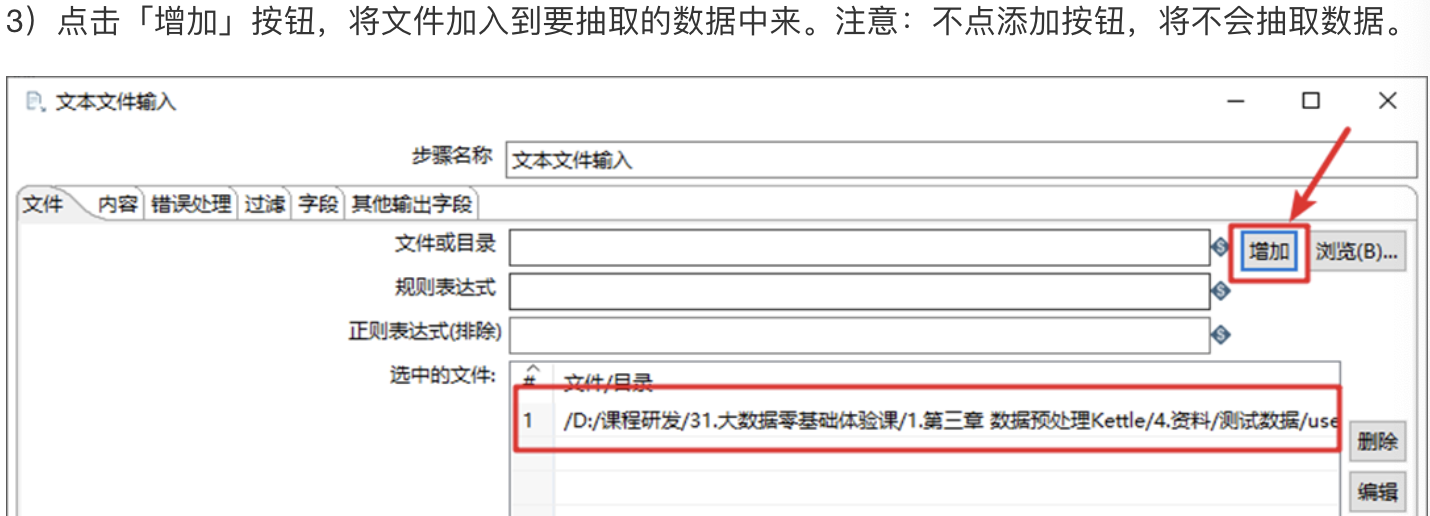 3）点击「增加」按钮，将文件加入到要抽取的数据中来。注意：不点添加按钮，将不会抽取数据。
文本文件输入
步骤名称 文本文件输入
文件 内容 错误处理 过滤 字段 其他输出字段
文件或目录 增加 浏览(B)...
规则表达式
正则表达式(排除)
选中的文件: # 文件/目录
1 /D:/课程研发/31.大数据零基础体验课/1.第三章 数据预处理Kettle/4.资料/测试数据/use
删除
编辑